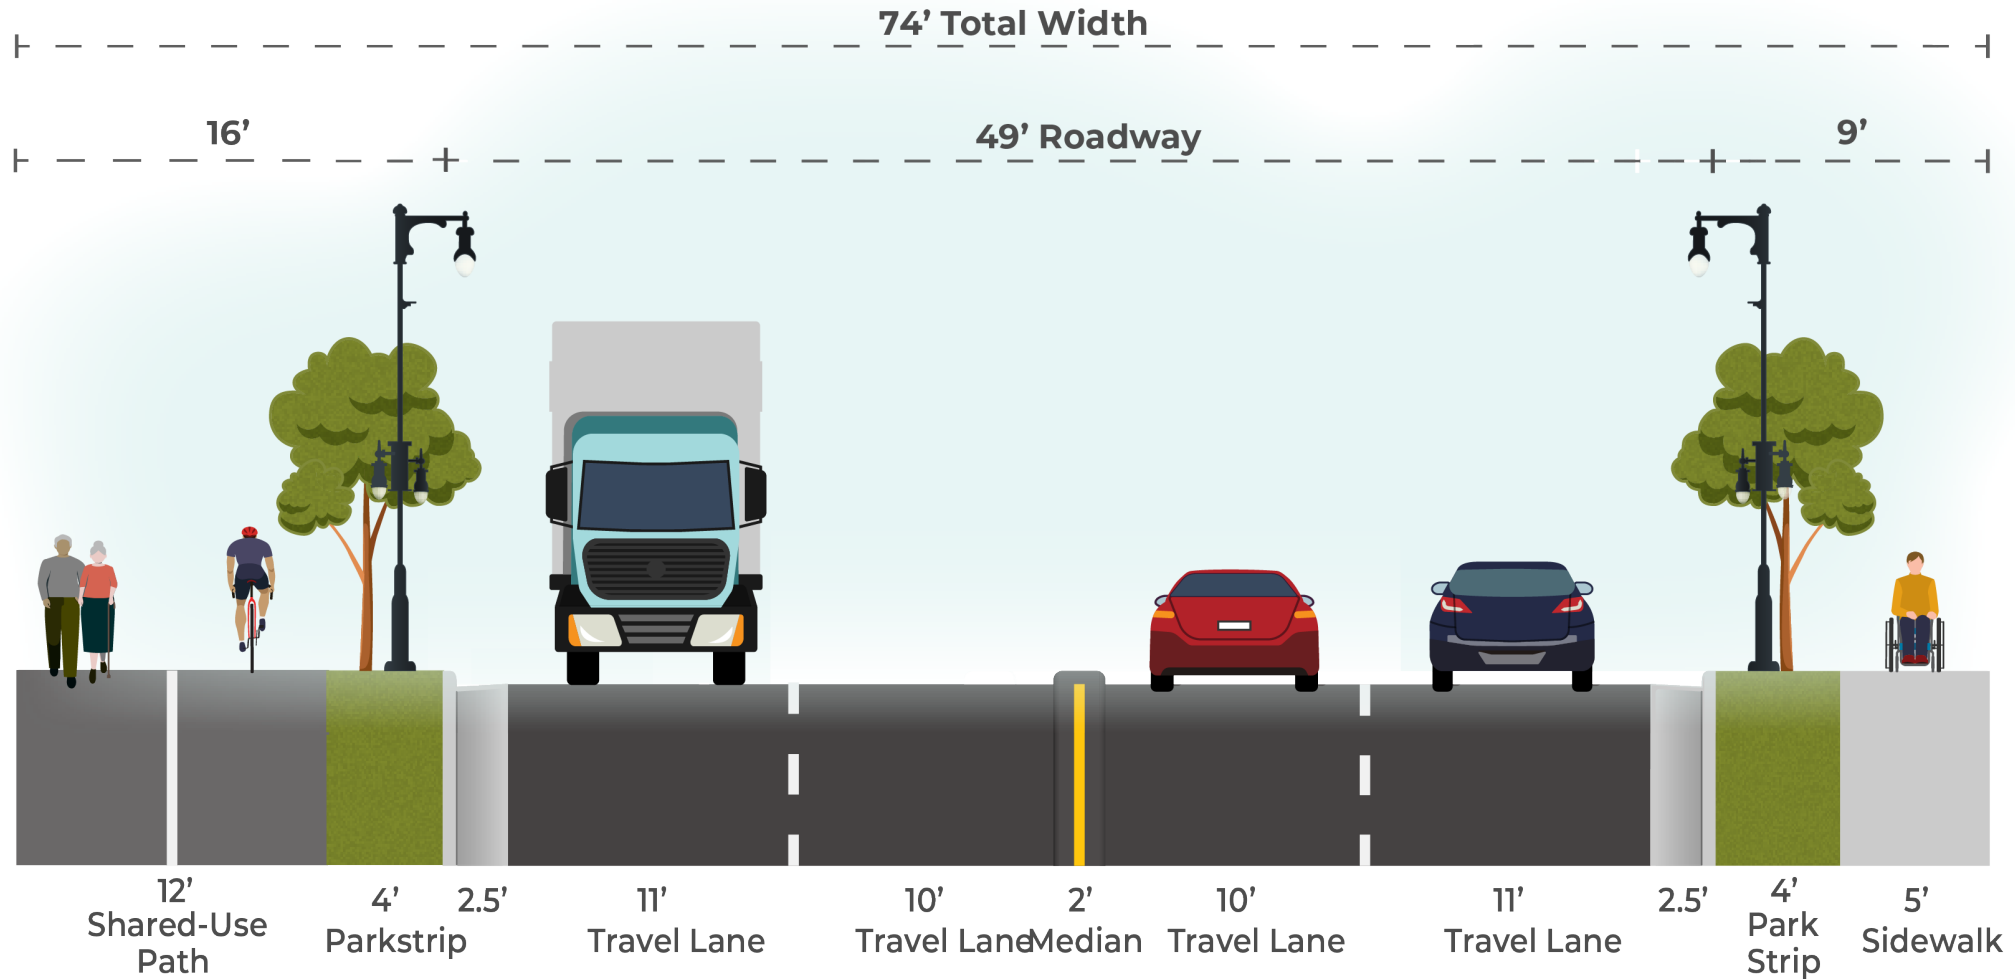 74’ Total Width
16’
49’ Roadway
9’
12’
Shared-Use
Path
4’
Parkstrip
2.5’
11’
Travel Lane
10’
Travel Lane
2’
Median
10’
Travel Lane
11’
Travel Lane
2.5’
4’
Park
Strip
5’
Sidewalk